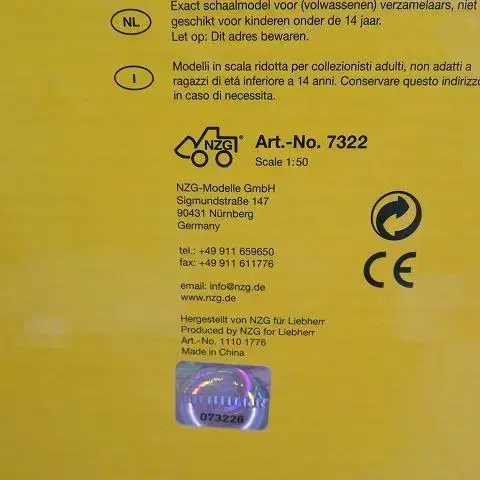 Exact schaalmodel voor (volwassenen) verzamelaars, niet
NL
geschikt voor kinderen onder de 14 jaar.
Let op: Dit adres bewaren.
Modelli in scala ridotta per collezionisti adulti, non adatti a
I
ragazzi di etá inferiore a 14 anni. Conservare questo indirizzo
in caso di necessita.
NZG® Art.-No. 7322
Scale 1:50
NZG-Modelle GmbH
Sigmundstraße 147
90431 Nürnberg
Germany
tel.: +49 911 659650
fax: +49 911 611776
CE
email: info@nzg.de
www.nzg.de
Hergestellt von NZG für Liebherr
Produced by NZG for Liebherr
Art.-No. 1110 1776
Made in China
LIEBHERR
073226